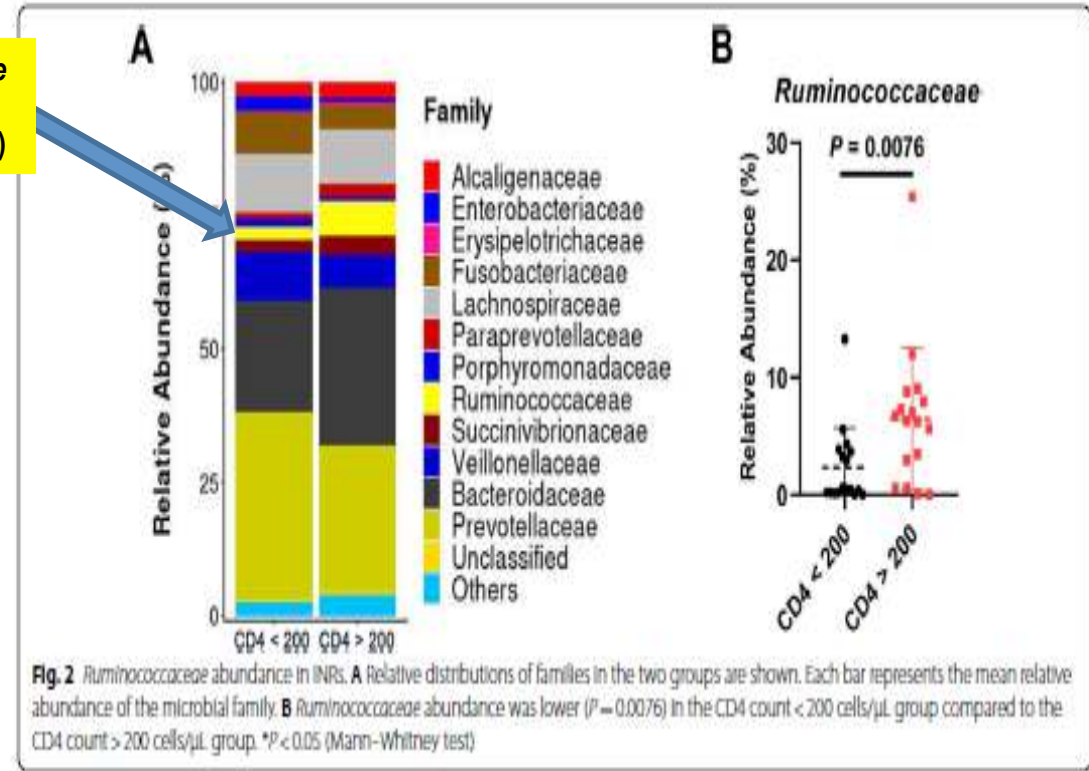 e
)
A
100
50
25
0
Relative Abundance (%)
CD4 < 200 CD4 > 200
Family
Alcaligenaceae
Enterobacteriaceae
Erysipelotrichaceae
Fusobacteriaceae
Lachnospiraceae
Paraprevotellaceae
Porphyromonadaceae
Ruminococcaceae
Succinivibrionaceae
Veillonellaceae
Bacteroidaceae
Prevotellaceae
Unclassified
Others
B
Ruminococcaceae
P = 0.0076
30
20
10
0
Relative Abundance (%)
CD4 < 200
CD4 > 200
Fig. 2 Ruminococcaceae abundance in INRs. A Relative distributions of families in the two groups are shown. Each bar represents the mean relative
abundance of the microbial family. B Ruminococcaceae abundance was lower (P = 0.0076) in the CD4 count < 200 cells/µL group compared to the
CD4 count > 200 cells/µL group. *P < 0.05 (Mann–Whitney test)